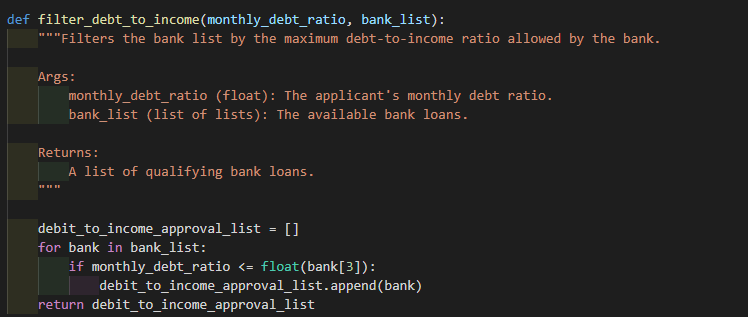 def filter_debt_to_income(monthly_debt_ratio, bank_list):
    """Filters the bank list by the maximum debt-to-income ratio allowed by the bank.
    Args:
        monthly_debt_ratio (float): The applicant's monthly debt ratio.
        bank_list (list of lists): The available bank loans.
    Returns:
        A list of qualifying bank loans.
    """
    debit_to_income_approval_list = []
    for bank in bank_list:
        if monthly_debt_ratio <= float(bank[3]):
            debit_to_income_approval_list.append(bank)
    return debit_to_income_approval_list